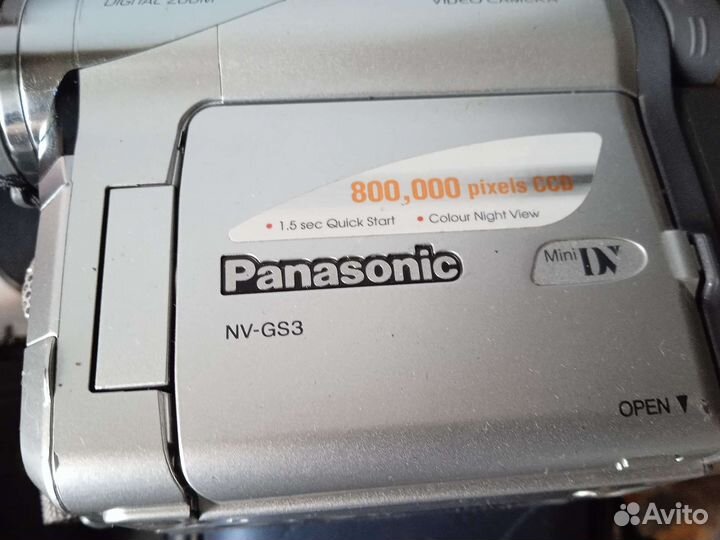 DIGITAL ZOOM
VIDEO CAMERA
800,000 pixels CCD
• 1.5 sec Quick Start • Colour Night View
Panasonic
Mini DV
NV-GS3
OPEN ▼
Avito